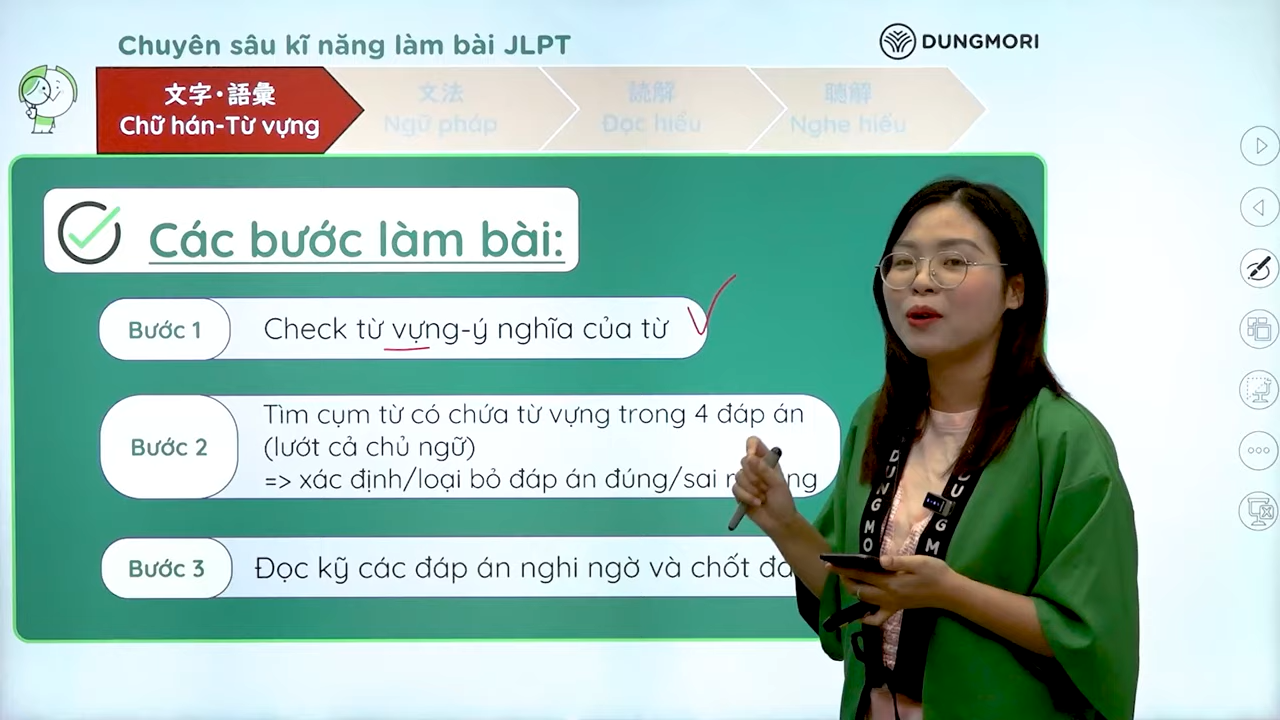 Chuyên sâu kĩ năng làm bài JLPT
DUNGMORI
文字・語彙
Chữ hán-Từ vựng
文法
Ngữ pháp
読解
Đọc hiểu
聴解
Nghe hiểu
Các bước làm bài:
Bước 1
Check từ vựng-ý nghĩa của từ
Bước 2
Tìm cụm từ có chứa từ vựng trong 4 đáp án
(lướt cả chủ ngữ)
=> xác định/loại bỏ đáp án đúng/sai
Bước 3
Đọc kỹ các đáp án nghi ngờ và chốt
DUNG MO
UNG M